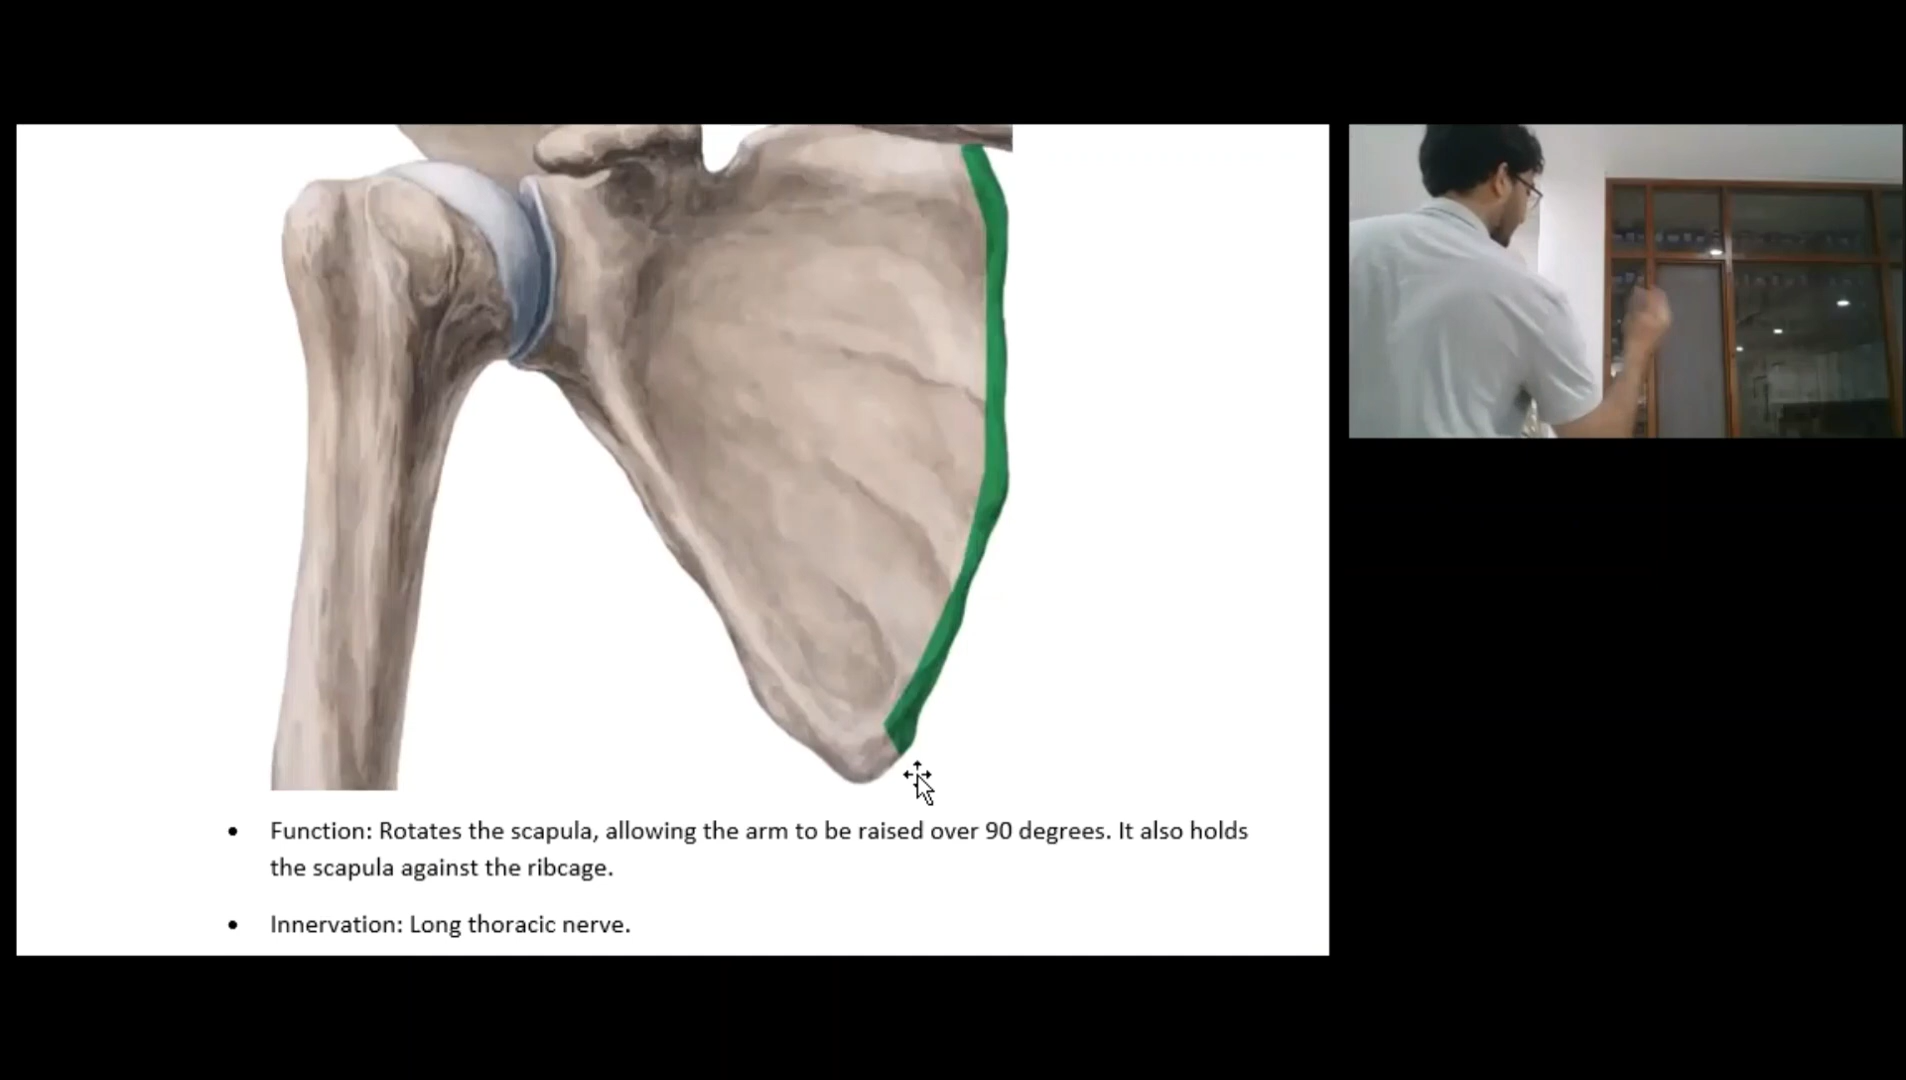 Function: Rotates the scapula, allowing the arm to be raised over 90 degrees. It also holds
the scapula against the ribcage.
Innervation: Long thoracic nerve.